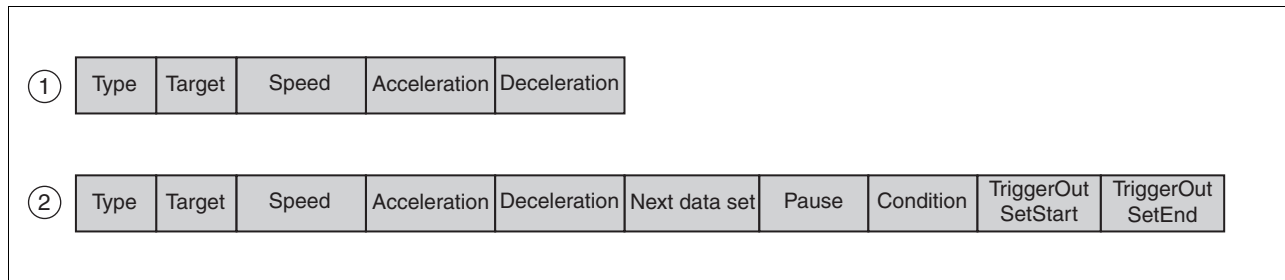 1 Type Target Speed Acceleration Deceleration
2 Type Target Speed Acceleration Deceleration Next data set Pause Condition TriggerOut SetStart TriggerOut SetEnd